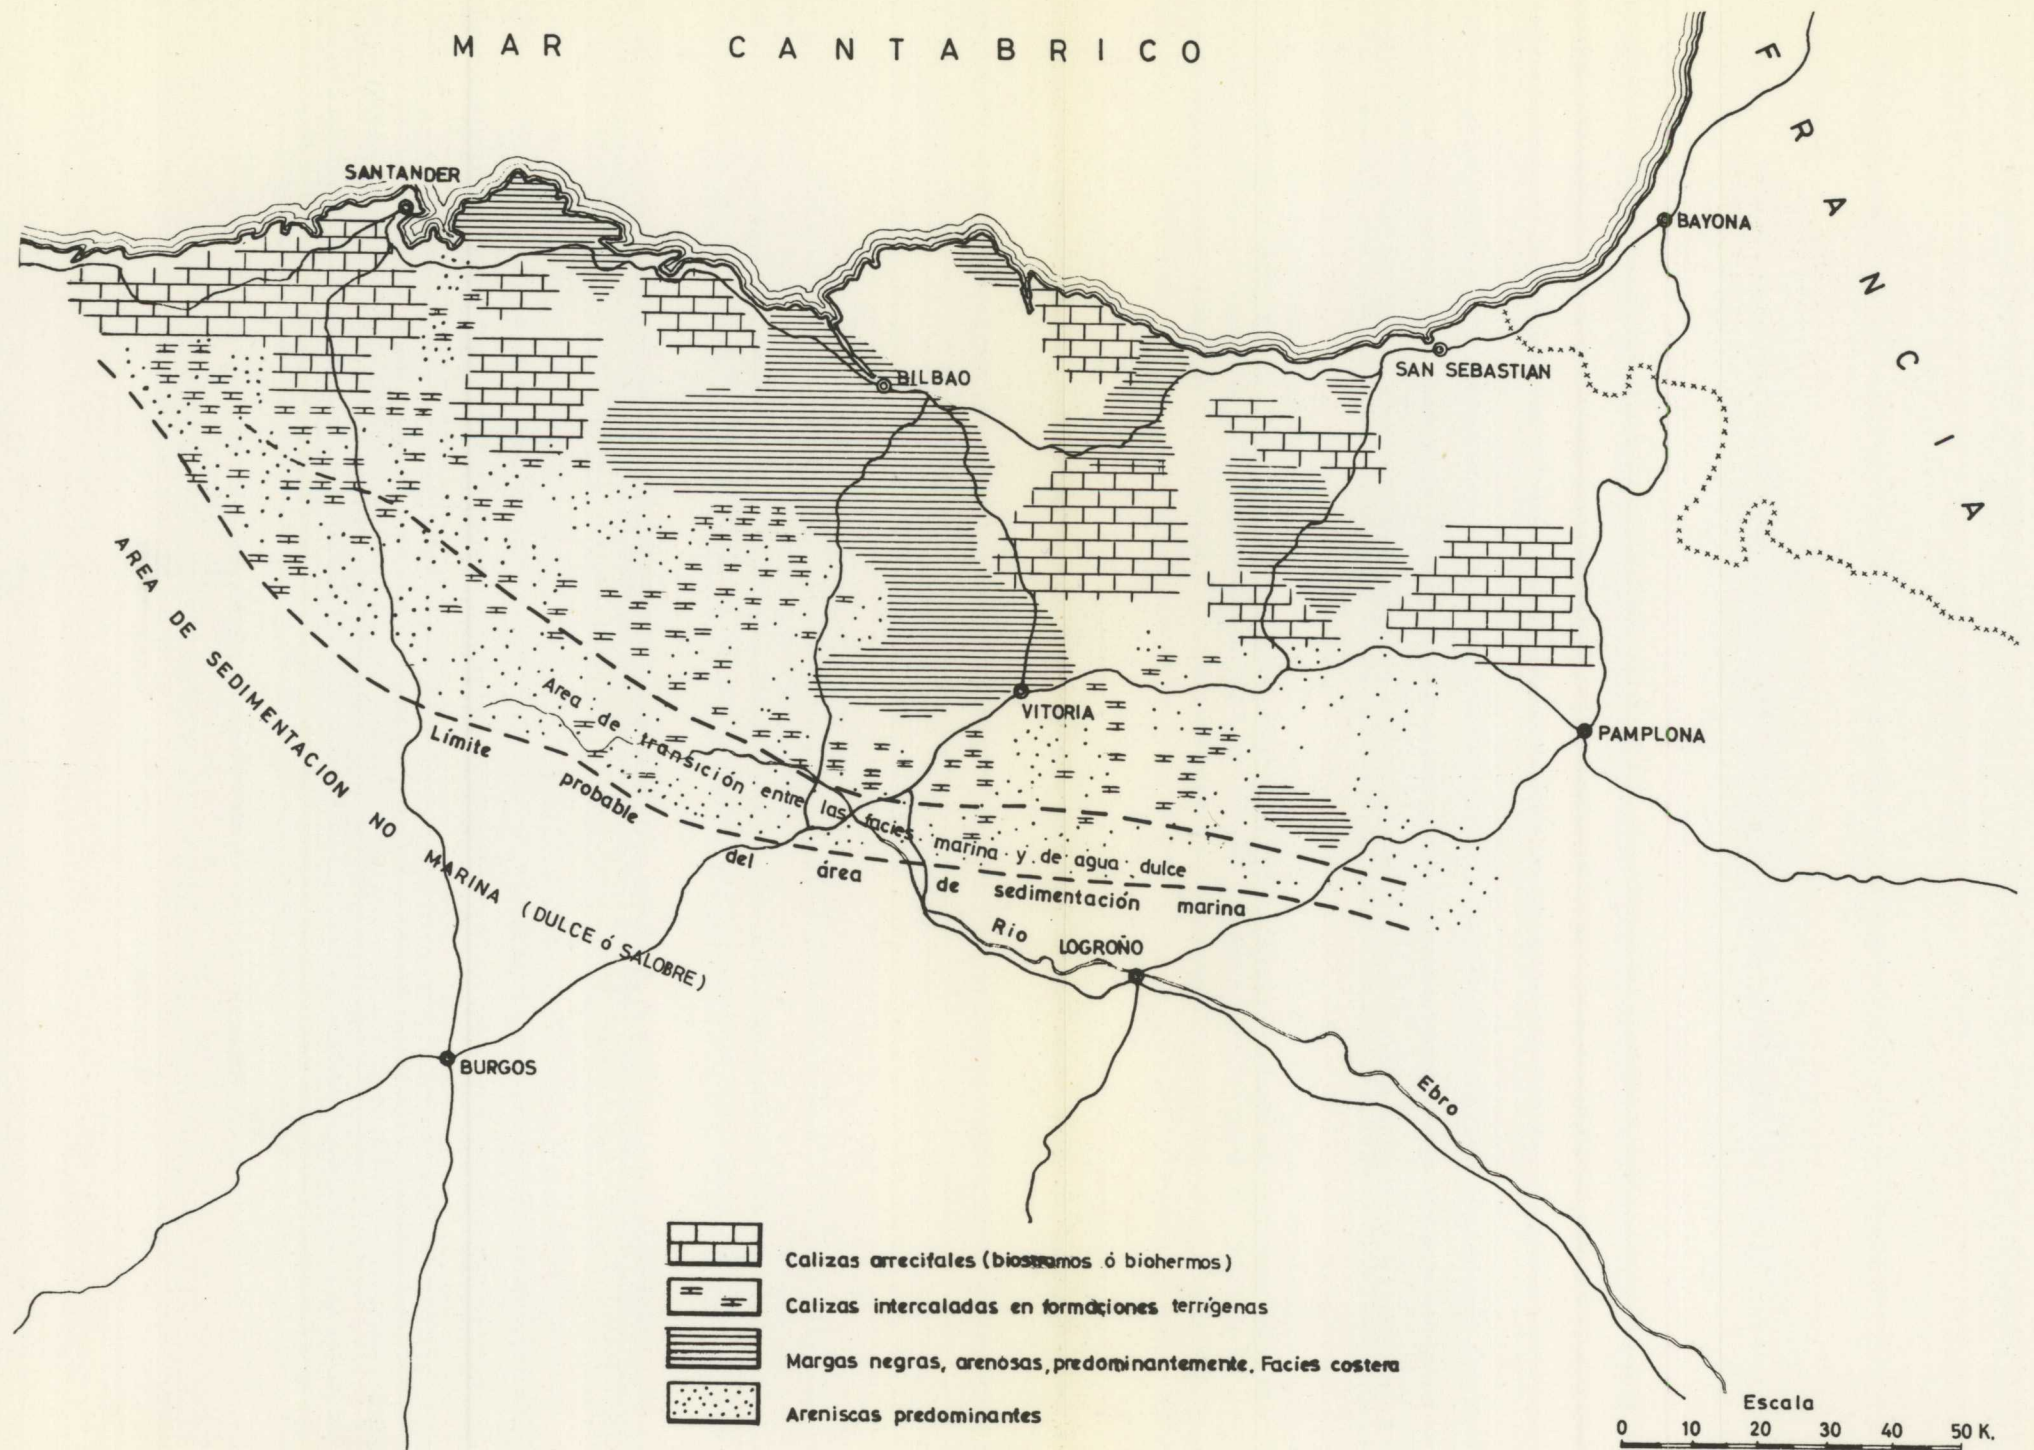 MAR CANTABRICO
FRANCIA
SANTANDER
BAYONA
BILBAO
SAN SEBASTIAN
AREA DE SEDIMENTACION NO MARINA (DULCE ó SALOBRE)
Area de transición entre las facies marina y de agua dulce
Límite probable del área de sedimentación marina
VITORIA
PAMPLONA
Rio
LOGROÑO
BURGOS
Ebro
Calizas arrecifales (biostromos ó biohermos)
Calizas intercaladas en formaciones terrígenas
Margas negras, arenosas, predominantemente. Facies costera
Areniscas predominantes
Escala
0 10 20 30 40 50 K.